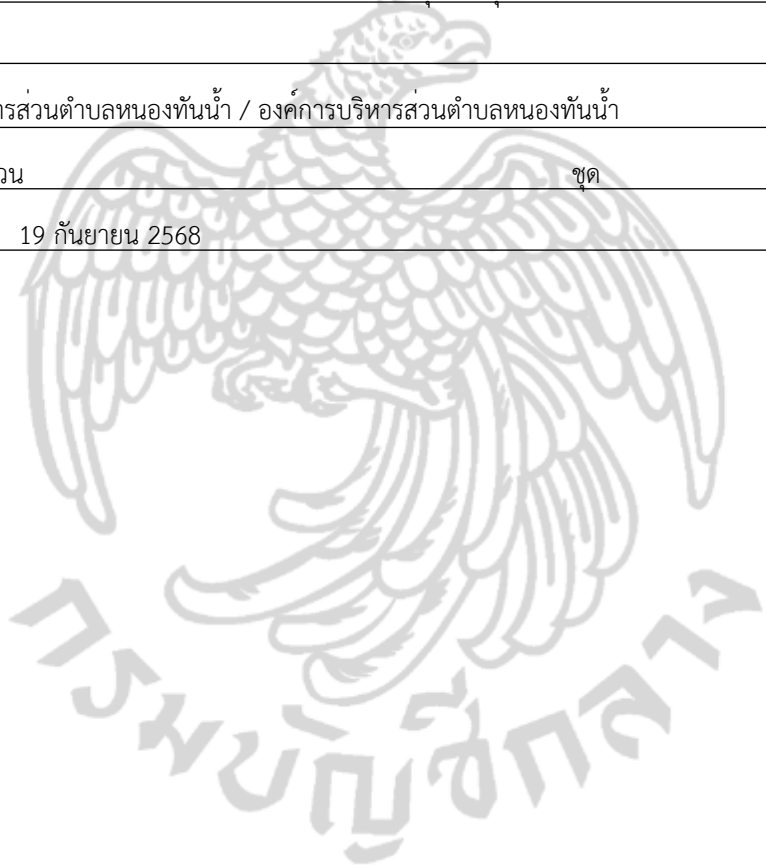 ารส่วนตำบลหนองทันน้ำ / องค์การบริหารส่วนตำบลหนองทันน้ำ
วน ชุด
19 กันยายน 2568
กรมบัญชีกลาง